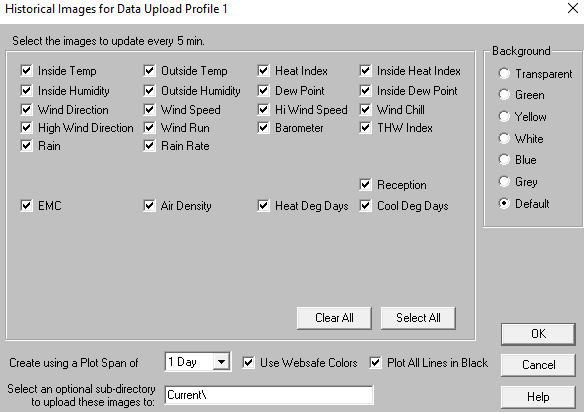 Historical Images for Data Upload Profile 1
Select the images to update every 5 min.
Inside Temp Outside Temp Heat Index Inside Heat Index
Inside Humidity Outside Humidity Dew Point Inside Dew Point
Wind Direction Wind Speed Hi Wind Speed Wind Chill
High Wind Direction Wind Run Barometer THW Index
Rain Rain Rate
Reception
EMC Air Density Heat Deg Days Cool Deg Days
Clear All Select All
Background
Transparent
Green
Yellow
White
Blue
Grey
Default
Create using a Plot Span of 1 Day Use Websafe Colors Plot All Lines in Black
Select an optional sub-directory
to upload these images to: Current\
OK
Cancel
Help